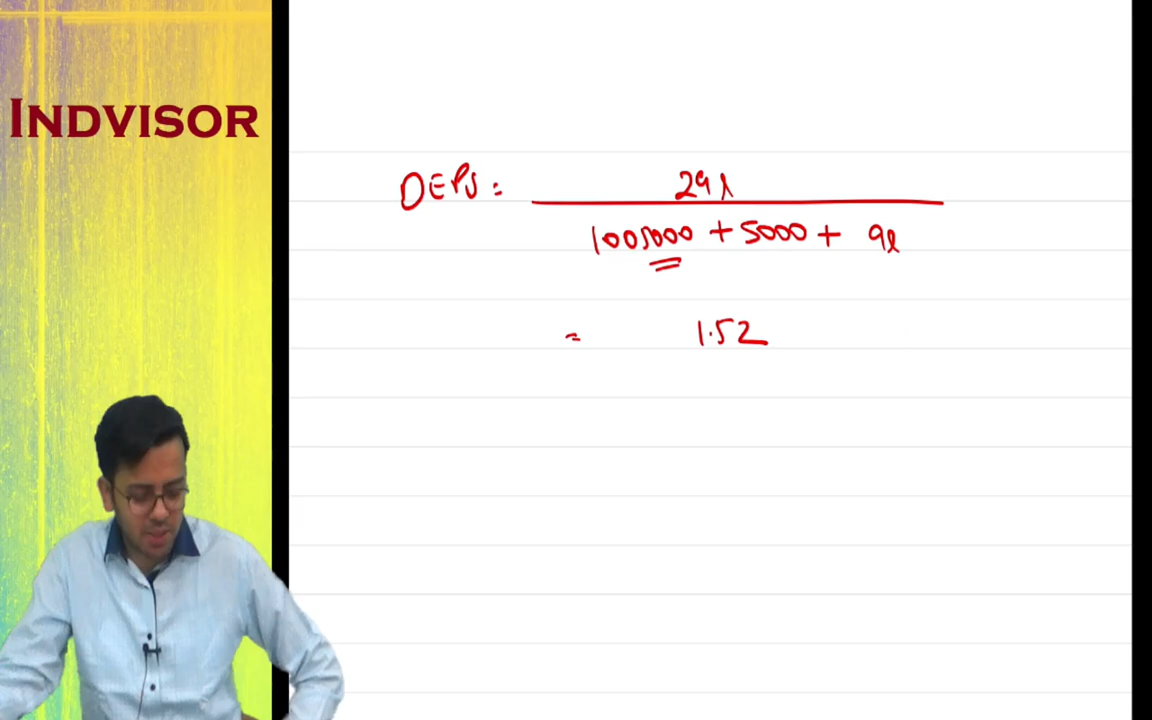 INDVISOR
DEPS = 29 l
1005000 + 5000 + 9l
= 1.52